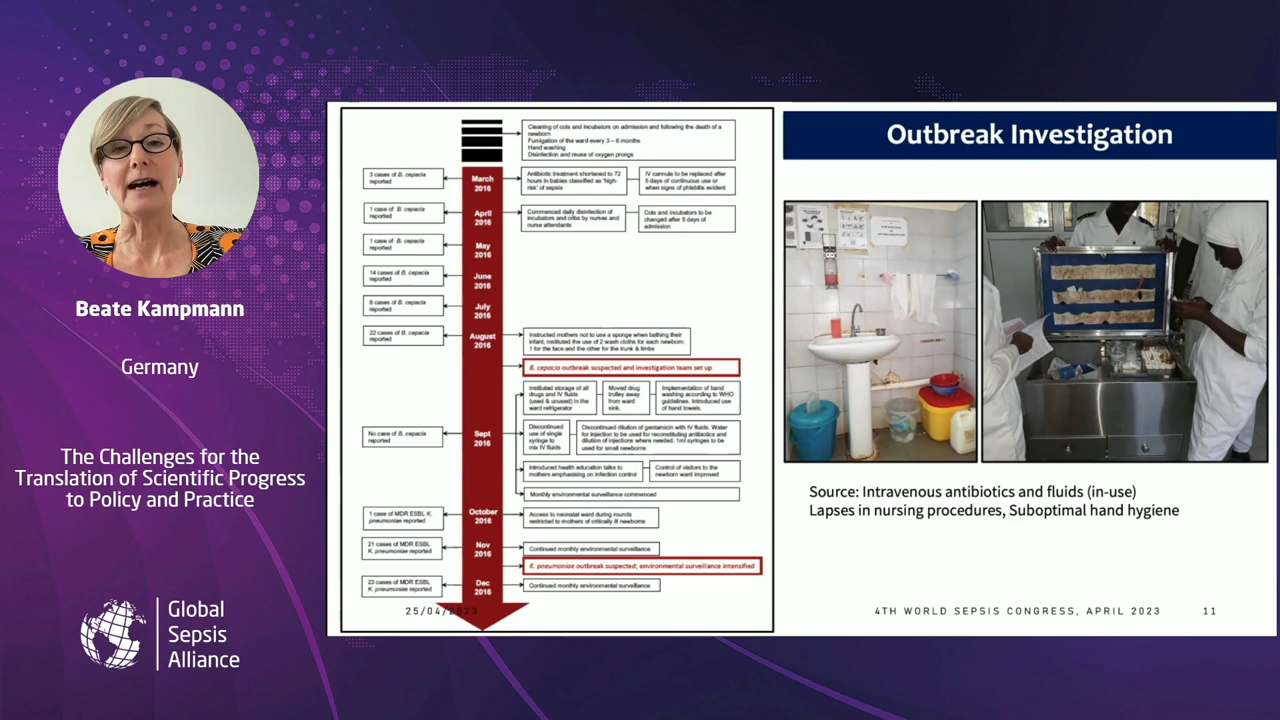 Beate Kampmann
Germany
The Challenges for the
Translation of Scientific Progress
to Policy and Practice
Global
Sepsis
Alliance
Cleaning of cots and incubators on admission and following the death of a
newborn
Fumigation of the ward every 3 – 6 months
Hand washing
Disinfection and reuse of oxygen prongs
3 cases of B. cepacia
reported
March
2016
Antibiotic treatment shortened to 72
hours in babies classified as 'high-
risk' of sepsis
IV cannula to be replaced after
5 days of continuous use or
when signs of phlebitis evident
1 case of B. cepacia
reported
April
2016
Commenced daily disinfection of
incubators and cribs by nurses and
nurse attendants
Cots and incubators to be
changed after 5 days of
admission
1 case of B. cepacia
reported
May
2016
14 cases of B. cepacia
reported
June
2016
6 cases of B. cepacia
reported
July
2016
22 cases of B. cepacia
reported
August
2016
Instructed mothers not to use a sponge when bathing their
infant; instituted the use of 2 wash cloths for each newborn:
1 for the face and the other for the trunk & limbs
B. cepacia outbreak suspected and investigation team set up
Instituted storage of all
drugs and IV fluids
(used & unused) in the
ward refrigerator
Moved drug
trolley away
from ward
sink.
Implementation of hand
washing according to WHO
guidelines. Introduced use
of hand towels.
No case of B. cepacia
reported
Sept
2016
Discontinued
use of single
syringe to
mix IV fluids
Discontinued dilution of gentamicin with IV fluids. Water
for injection to be used for reconstituting antibiotics and
dilution of injections where needed. 1ml syringes to be
used for small newborns
Introduced health education talks to
mothers emphasising on infection control
Control of visitors to the
newborn ward improved
Monthly environmental surveillance commenced
1 case of MDR ESBL K.
pneumoniae reported
October
2016
Access to neonatal ward during rounds
restricted to mothers of critically ill newborns
21 cases of MDR ESBL
K. pneumoniae reported
Nov
2016
Continued monthly environmental surveillance
K. pneumoniae outbreak suspected; environmental surveillance intensified
23 cases of MDR ESBL
K. pneumoniae reported
Dec
2016
Continued monthly environmental surveillance
25/04/2023
Outbreak Investigation
Source: Intravenous antibiotics and fluids (in-use)
Lapses in nursing procedures, Suboptimal hand hygiene
4TH WORLD SEPSIS CONGRESS, APRIL 2023 11